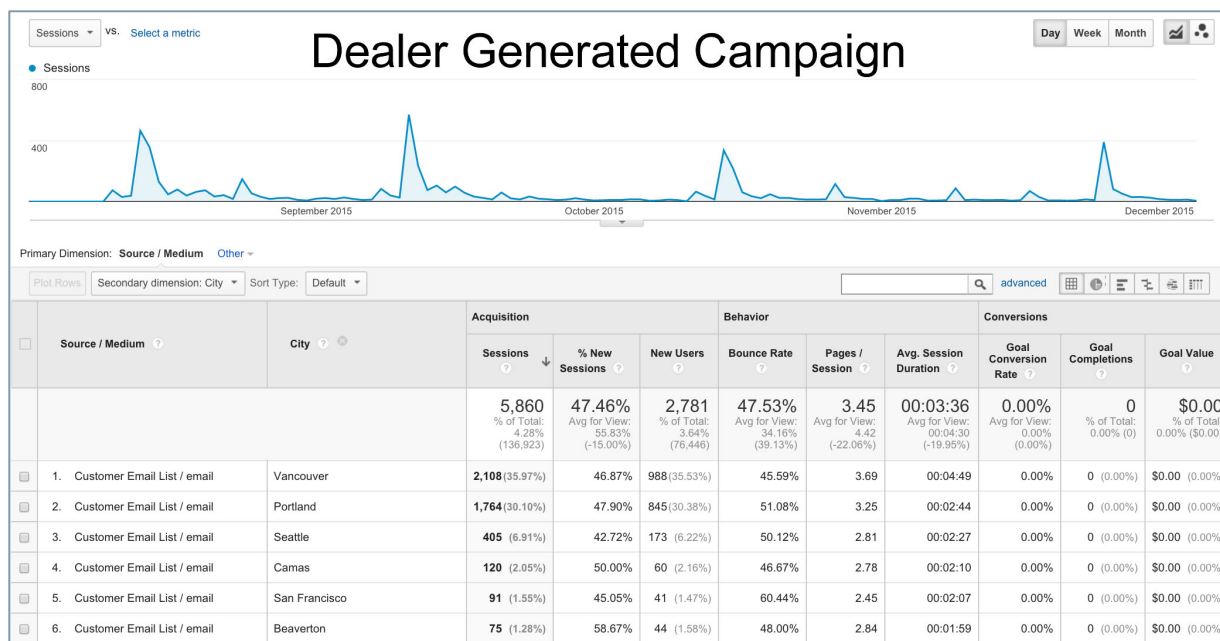 Dealer Generated Campaign
Sessions vs. Select a metric
Day Week Month
Sessions
800
400
September 2015 October 2015 November 2015 December 2015
Primary Dimension: Source / Medium Other
Plot Rows Secondary dimension: City Sort Type: Default advanced
Acquisition Behavior Conversions
Source / Medium ? City ? Sessions ? % New Sessions ? New Users ? Bounce Rate ? Pages / Session ? Avg. Session Duration ? Goal Conversion Rate ? Goal Completions ? Goal Value ?
5,860 47.46% 2,781 47.53% 3.45 00:03:36 0.00% 0 $0.00
% of Total: 4.28% (136,923) Avg for View: 55.83% (-15.00%) % of Total: 3.64% (76,446) Avg for View: 34.16% (39.13%) Avg for View: 4.42 (-22.06%) Avg for View: 00:04:30 (-19.95%) Avg for View: 0.00% (0.00%) % of Total: 0.00% (0) % of Total 0.00% ($0.00
1. Customer Email List / email Vancouver 2,108 (35.97%) 46.87% 988 (35.53%) 45.59% 3.69 00:04:49 0.00% 0 (0.00%) $0.00 (0.00%
2. Customer Email List / email Portland 1,764 (30.10%) 47.90% 845 (30.38%) 51.08% 3.25 00:02:44 0.00% 0 (0.00%) $0.00 (0.00%
3. Customer Email List / email Seattle 405 (6.91%) 42.72% 173 (6.22%) 50.12% 2.81 00:02:27 0.00% 0 (0.00%) $0.00 (0.00%
4. Customer Email List / email Camas 120 (2.05%) 50.00% 60 (2.16%) 46.67% 2.78 00:02:10 0.00% 0 (0.00%) $0.00 (0.00%
5. Customer Email List / email San Francisco 91 (1.55%) 45.05% 41 (1.47%) 60.44% 2.45 00:02:07 0.00% 0 (0.00%) $0.00 (0.00%
6. Customer Email List / email Beaverton 75 (1.28%) 58.67% 44 (1.58%) 48.00% 2.84 00:01:59 0.00% 0 (0.00%) $0.00 (0.00%